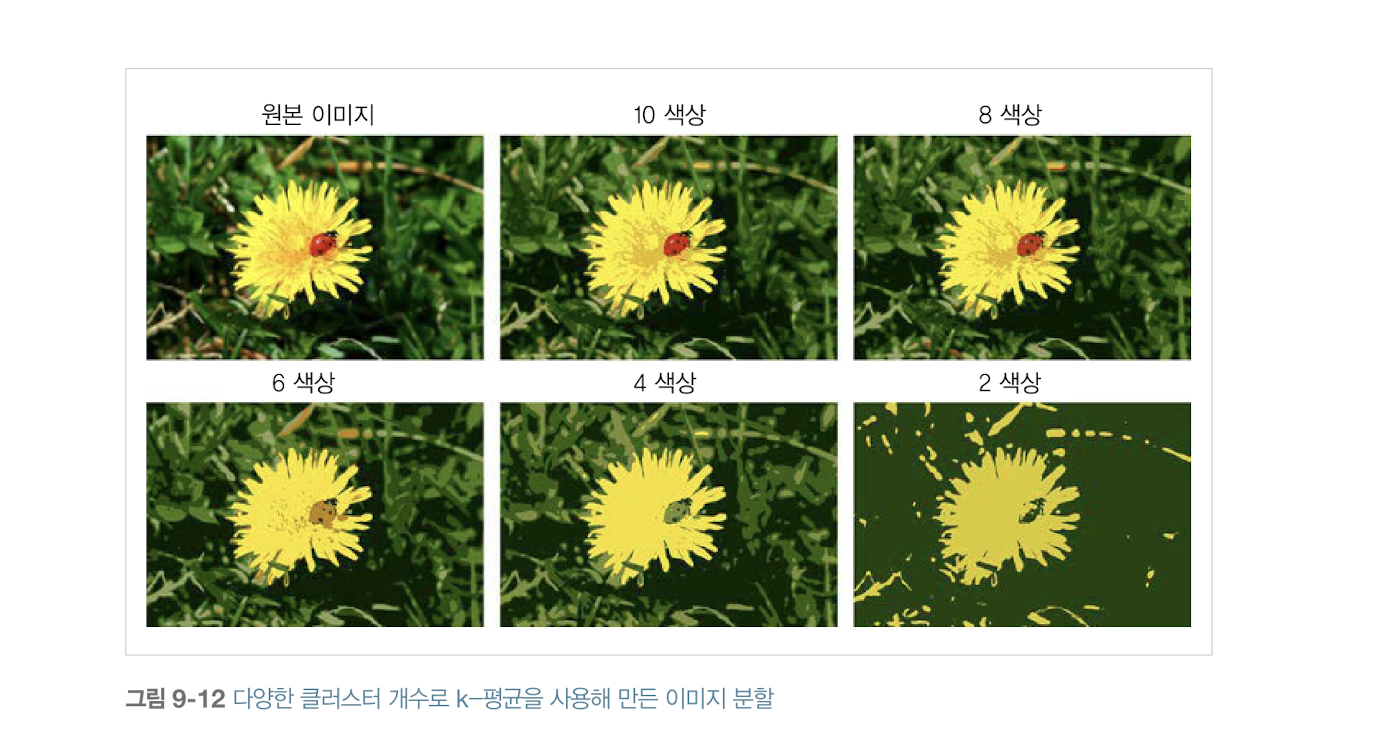 원본 이미지
10 색상
8 색상
6 색상
4 색상
2 색상
그림 9-12 다양한 클러스터 개수로 k-평균을 사용해 만든 이미지 분할